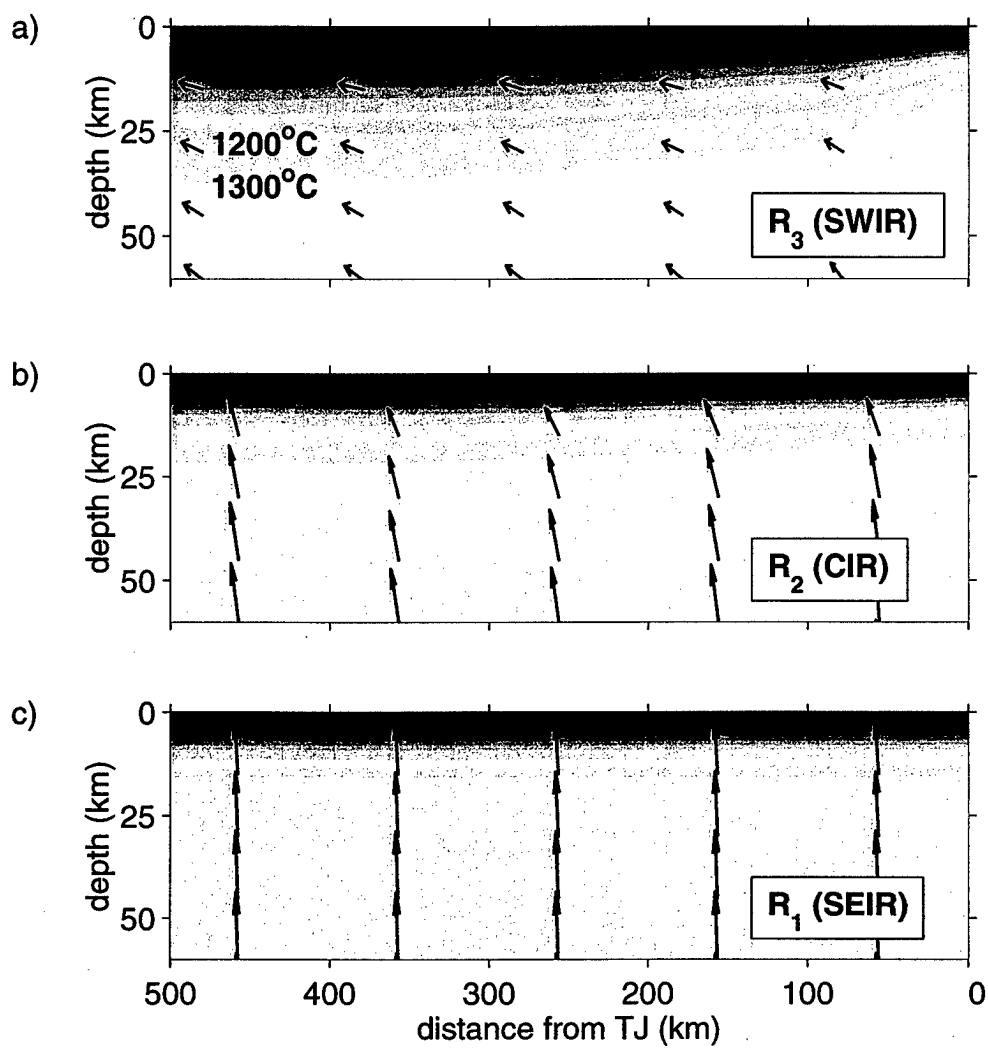 a)
0
25
50
depth (km)
1200°C
1300°C
R₃ (SWIR)
b)
0
25
50
depth (km)
R₂ (CIR)
c)
0
25
50
depth (km)
R₁ (SEIR)
500 400 300 200 100 0
distance from TJ (km)